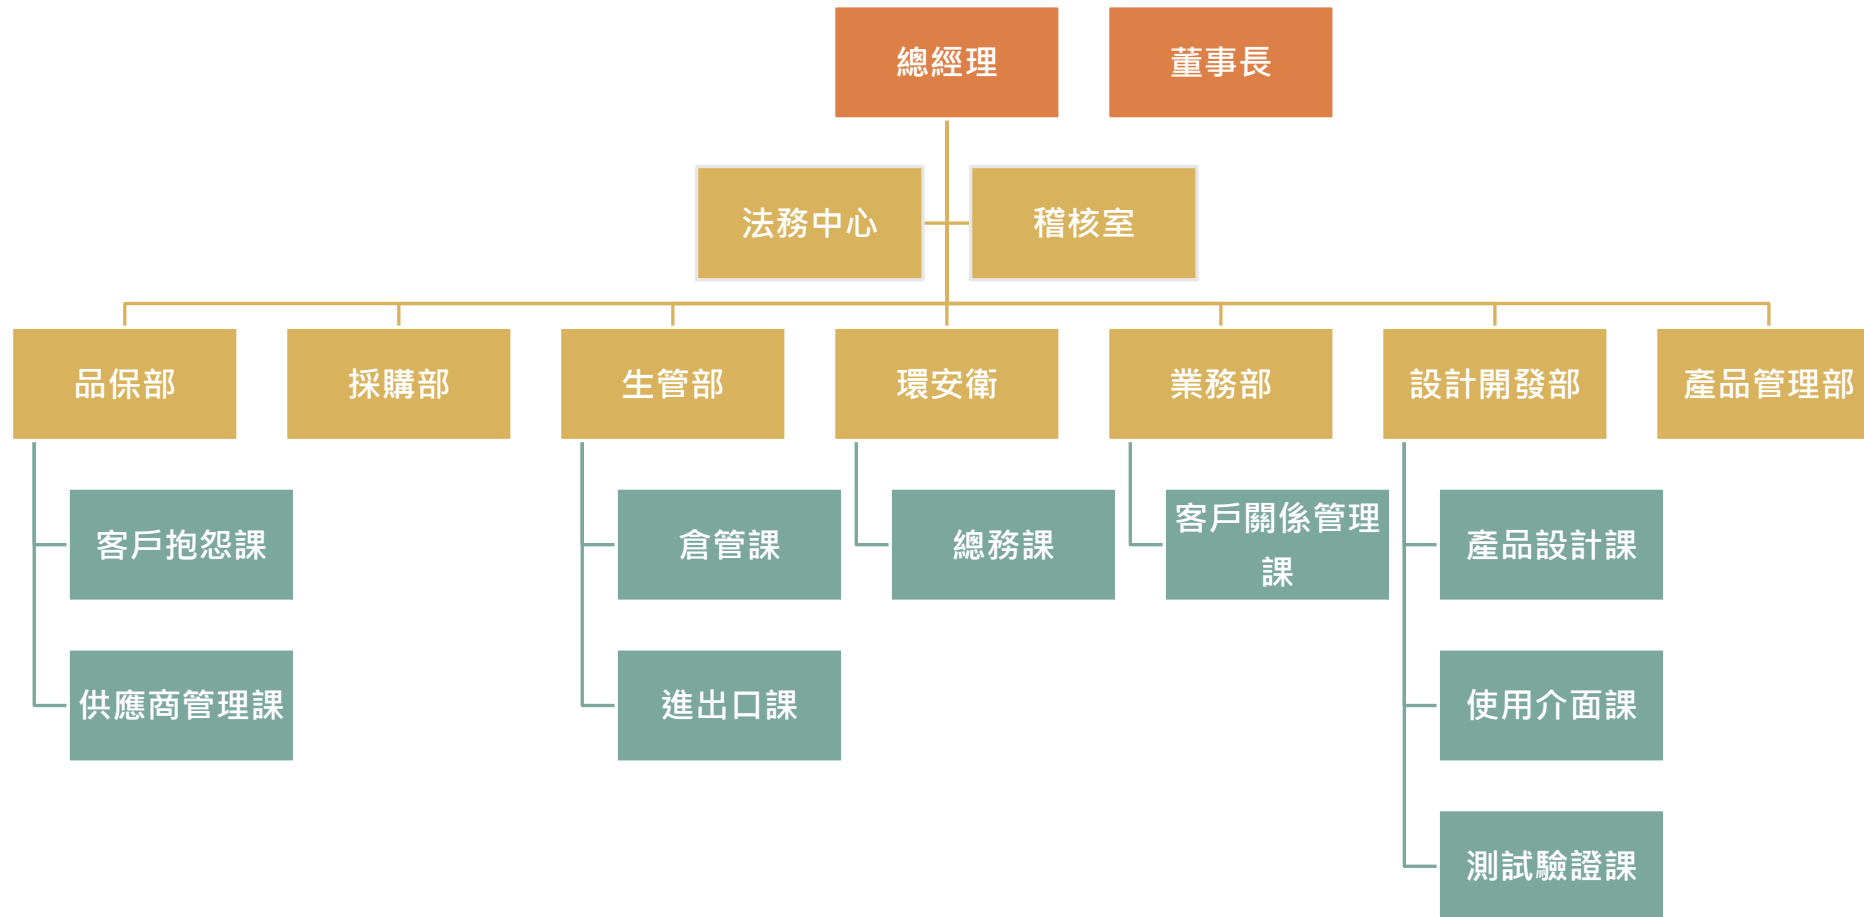 總經理
董事長
法務中心
稽核室
品保部
採購部
生管部
環安衛
業務部
設計開發部
產品管理部
客戶抱怨課
倉管課
總務課
客戶關係管理
課
產品設計課
供應商管理課
進出口課
使用介面課
測試驗證課